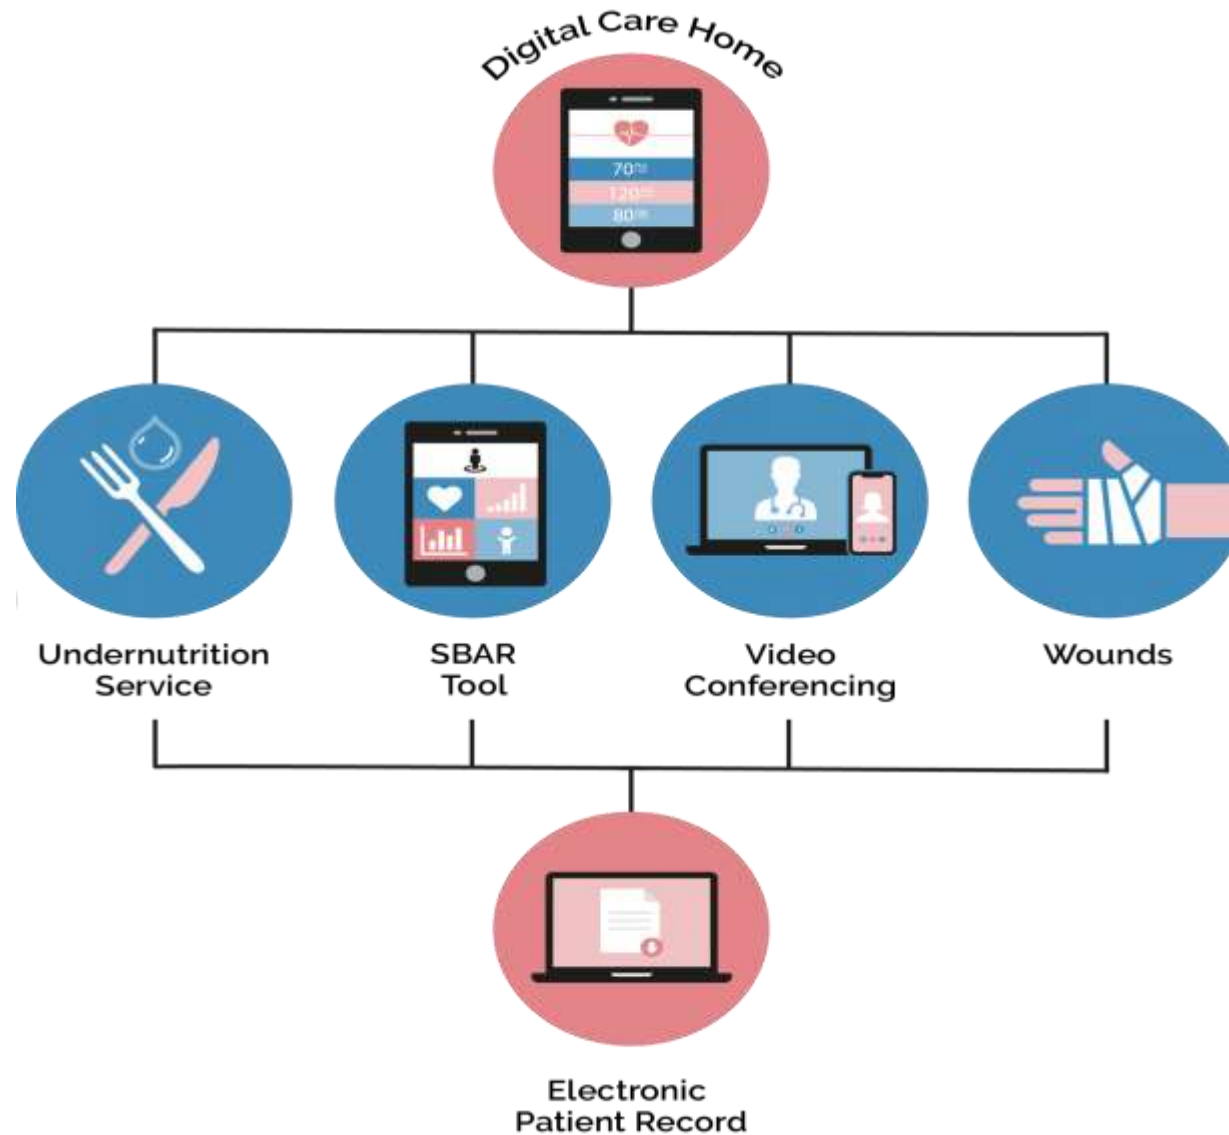 Digital Care Home
70
120
80
Undernutrition
Service
SBAR
Tool
Video
Conferencing
Wounds
Electronic
Patient Record